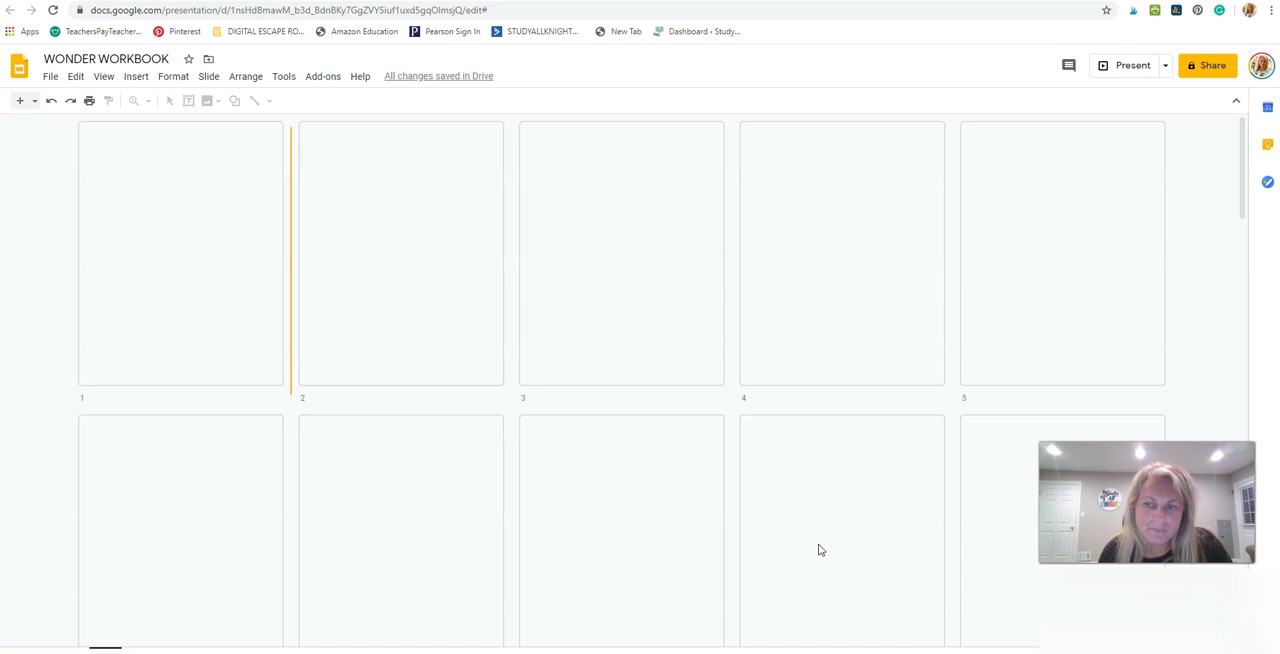 docs.google.com/presentation/d/1nsHdBmawM_b3d_BdnBKy7GgZVY5iuf1uxd5gqOlmsjQ/edit#
Apps TeachersPayTeacher... Pinterest DIGITAL ESCAPE RO... Amazon Education Pearson Sign In STUDYALLKNIGHT... New Tab Dashboard ‹ Study...
WONDER WORKBOOK
File Edit View Insert Format Slide Arrange Tools Add-ons Help All changes saved in Drive
Present Share
1 2 3 4 5